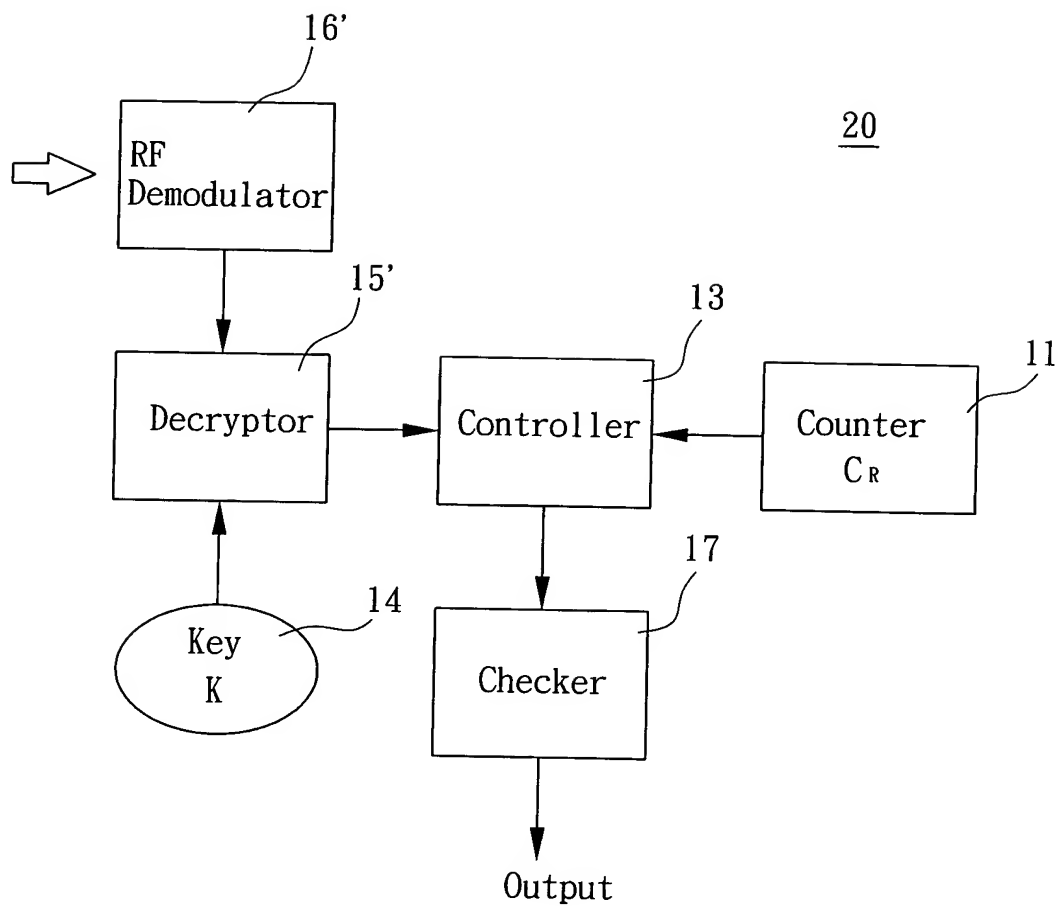 16'
20
RF
Demodulator
15'
13
11
Decryptor
Controller
Counter
CR
17
14
Key
K
Checker
Output